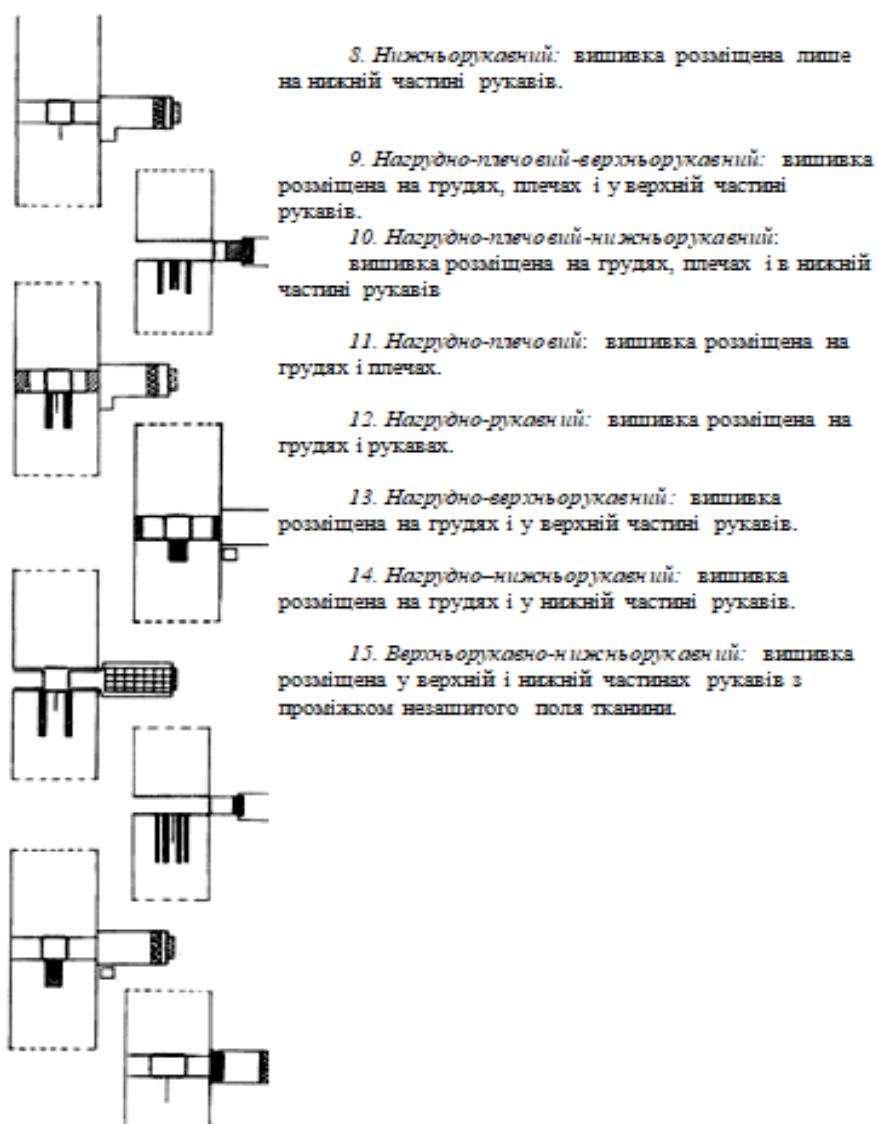 8. Нижньорукавний: вишивка розміщена лише
на нижній частині рукавів.
9. Нагрудно-плечовий-верхньорукавний: вишивка
розміщена на грудях, плечах і у верхній частині
рукавів.
10. Нагрудно-плечовий-нижньорукавний:
вишивка розміщена на грудях, плечах і в нижній
частині рукавів
11. Нагрудно-плечовий: вишивка розміщена на
грудях і плечах.
12. Нагрудно-рукавний: вишивка розміщена на
грудях і рукавах.
13. Нагрудно-верхньорукавний: вишивка
розміщена на грудях і у верхній частині рукавів.
14. Нагрудно–нижньорукавний: вишивка
розміщена на грудях і у нижній частині рукавів.
15. Верхньорукавно-нижньорукавний: вишивка
розміщена у верхній і нижній частинах рукавів з
проміжком незашитого поля тканини.